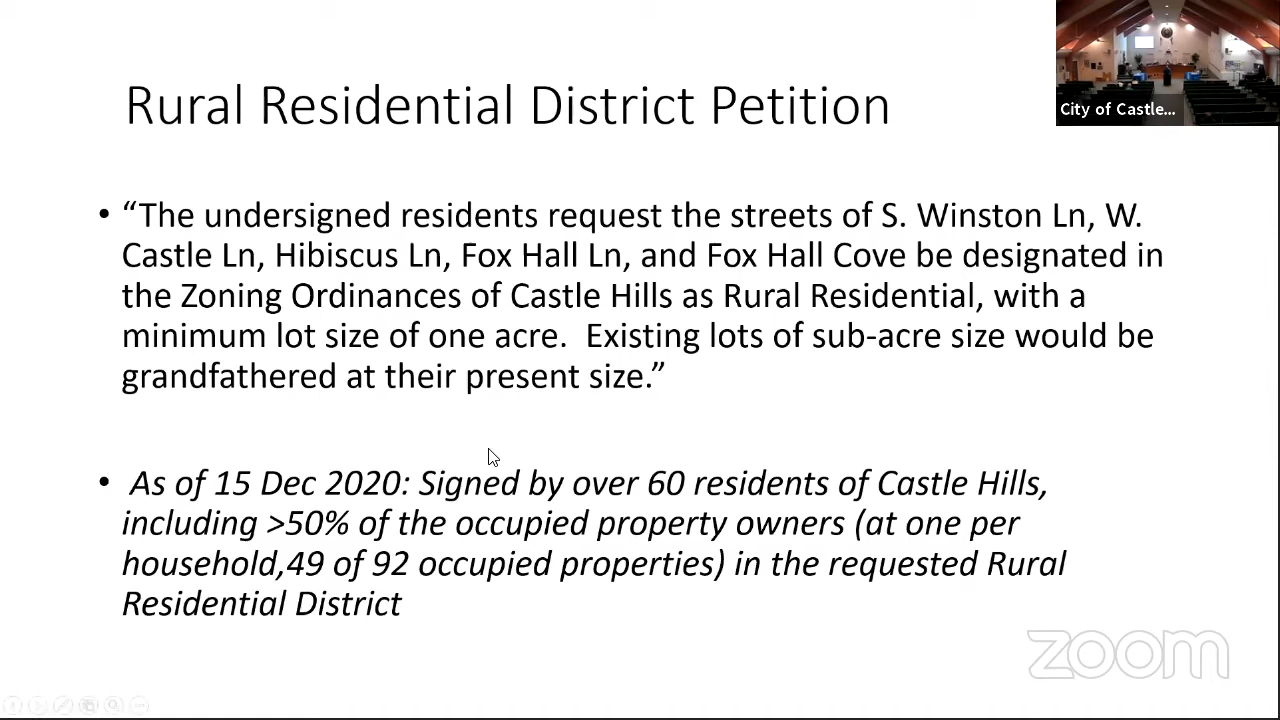 Rural Residential District Petition
City of Castle...
• “The undersigned residents request the streets of S. Winston Ln, W.
Castle Ln, Hibiscus Ln, Fox Hall Ln, and Fox Hall Cove be designated in
the Zoning Ordinances of Castle Hills as Rural Residential, with a
minimum lot size of one acre.  Existing lots of sub-acre size would be
grandfathered at their present size.”
• As of 15 Dec 2020: Signed by over 60 residents of Castle Hills,
including >50% of the occupied property owners (at one per
household,49 of 92 occupied properties) in the requested Rural
Residential District
zoom